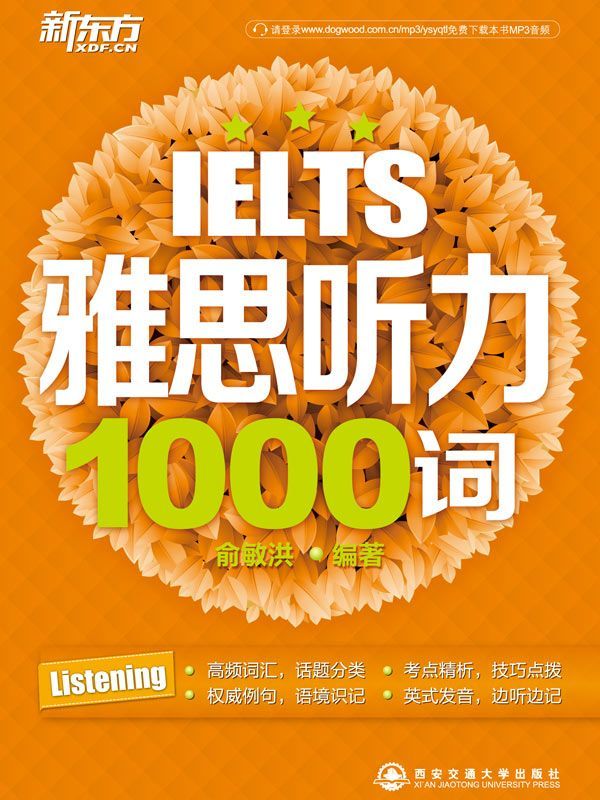 新东方
XDF.CN
请登录www.dogwood.com.cn/mp3/ysyqtl免费下载本书MP3音频
IELTS
雅思听力
1000词
俞敏洪 • 编著
Listening
• 高频词汇，话题分类 • 考点精析，技巧点拨
• 权威例句，语境识记 • 英式发音，边听边记
西安交通大学出版社
XI'AN JIAOTONG UNIVERSITY PRESS